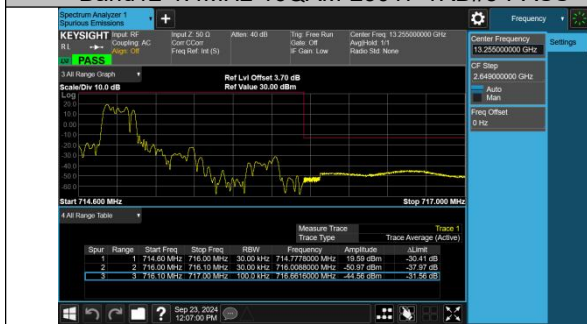 Spectrum Analyzer 1
Spurious Emissions
Frequency
KEYSIGHT
Input: RF
Coupling: AC
Align: Off
Input Z: 50 Ω
Corr CCorr
Freq Ref: Int (S)
Atten: 40 dB
Trig: Free Run
Gate: Off
IF Gain: Low
Center Freq: 13.255000000 GHz
Avg|Hold: 1/1
Radio Std: None
RL
PASS
Center Frequency
13.255000000 GHz
Settings
CF Step
2.649000000 GHz
Auto
Man
Freq Offset
0 Hz
3 All Range Graph
Ref Lvl Offset 3.70 dB
Scale/Div 10.0 dB
Ref Value 30.00 dBm
Log
20.0
10.0
0.00
-10.0
-20.0
-30.0
-40.0
-50.0
-60.0
Start 714.600 MHz
Stop 717.000 MHz
4 All Range Table
Measure Trace Trace 1
Trace Type Trace Average (Active)
Spur Range Start Freq Stop Freq RBW Frequency Amplitude ΔLimit
1 1 714.60 MHz 716.00 MHz 30.00 kHz 714.7778000 MHz 19.59 dBm -30.41 dB
2 2 716.00 MHz 716.10 MHz 30.00 kHz 716.0088000 MHz -50.97 dBm -37.97 dB
3 3 716.10 MHz 717.00 MHz 100.0 kHz 716.6616000 MHz -44.56 dBm -31.56 dB
Sep 23, 2024
12:07:00 PM